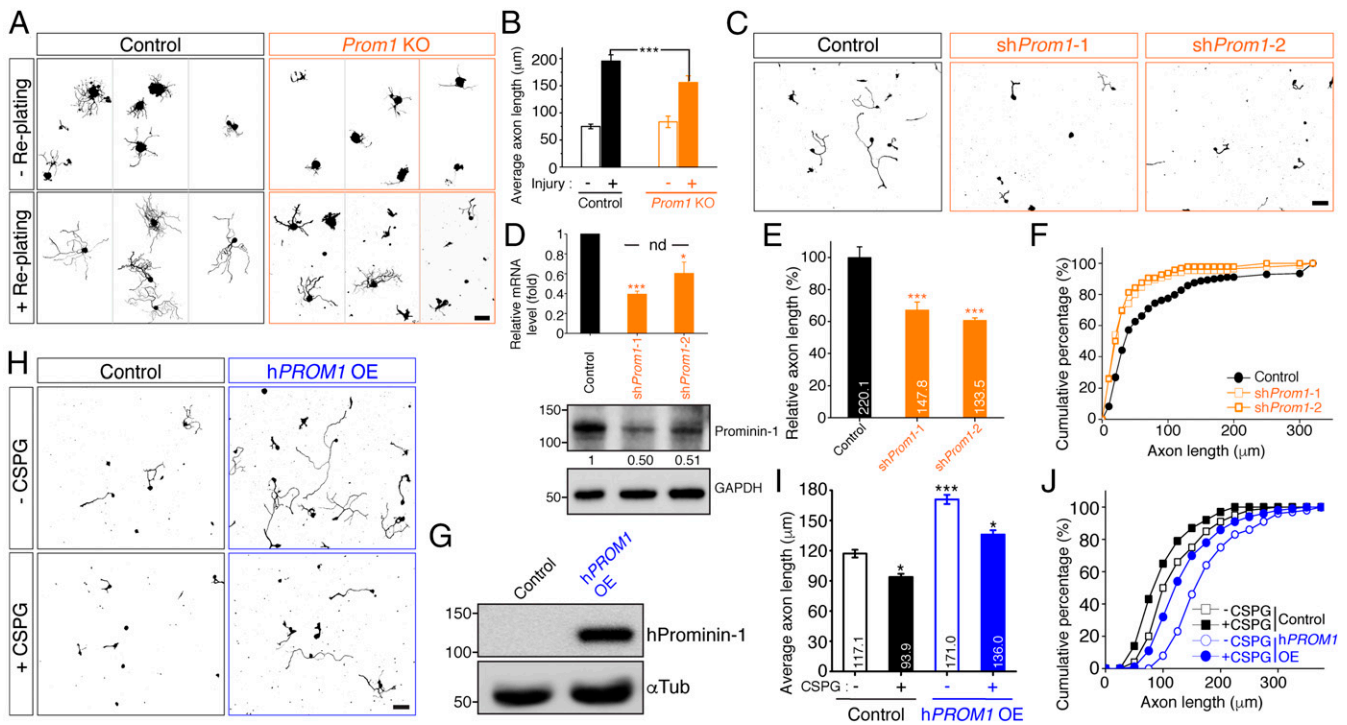 A
Control
Prom1 KO
- Re-plating
+ Re-plating
B
Average axon length (μm)
200
150
100
50
0
***
Injury : - + - +
Control
Prom1 KO
C
Control
shProm1-1
shProm1-2
D
Relative mRNA
level (fold)
1
0.8
0.6
0.4
0.2
0
nd
***
*
Control
shProm1-1
shProm1-2
150
100
Prominin-1
1 0.50 0.51
50
GAPDH
E
Relative axon length (%)
100
80
60
40
20
0
***
***
220.1
147.8
133.5
Control
shProm1-1
shProm1-2
F
Cumulative percentage (%)
100
80
60
40
20
0
Control
shProm1-1
shProm1-2
0 100 200 300
Axon length (μm)
G
Control
hPROM1
OE
150
100
hProminin-1
50
αTub
H
Control
hPROM1 OE
- CSPG
+ CSPG
I
Average axon length (μm)
180
150
120
90
60
30
0
*
***
*
117.1
93.9
171.0
136.0
CSPG : - + - +
Control
hPROM1 OE
J
Cumulative percentage (%)
100
80
60
40
20
0
-CSPG
+CSPG
Control
-CSPG
+CSPG
hPROM1
OE
0 100 200 300
Axon length (μm)